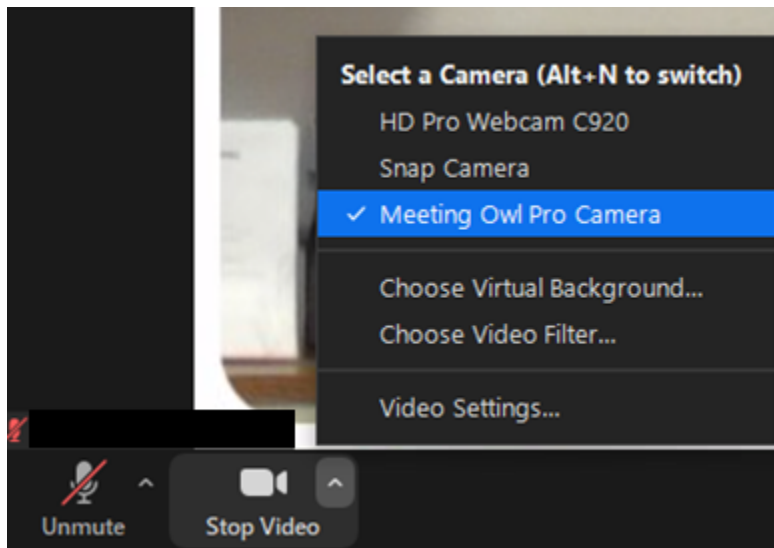 Select a Camera (Alt+N to switch)
HD Pro Webcam C920
Snap Camera
Meeting Owl Pro Camera
Choose Virtual Background...
Choose Video Filter...
Video Settings...
Unmute
Stop Video